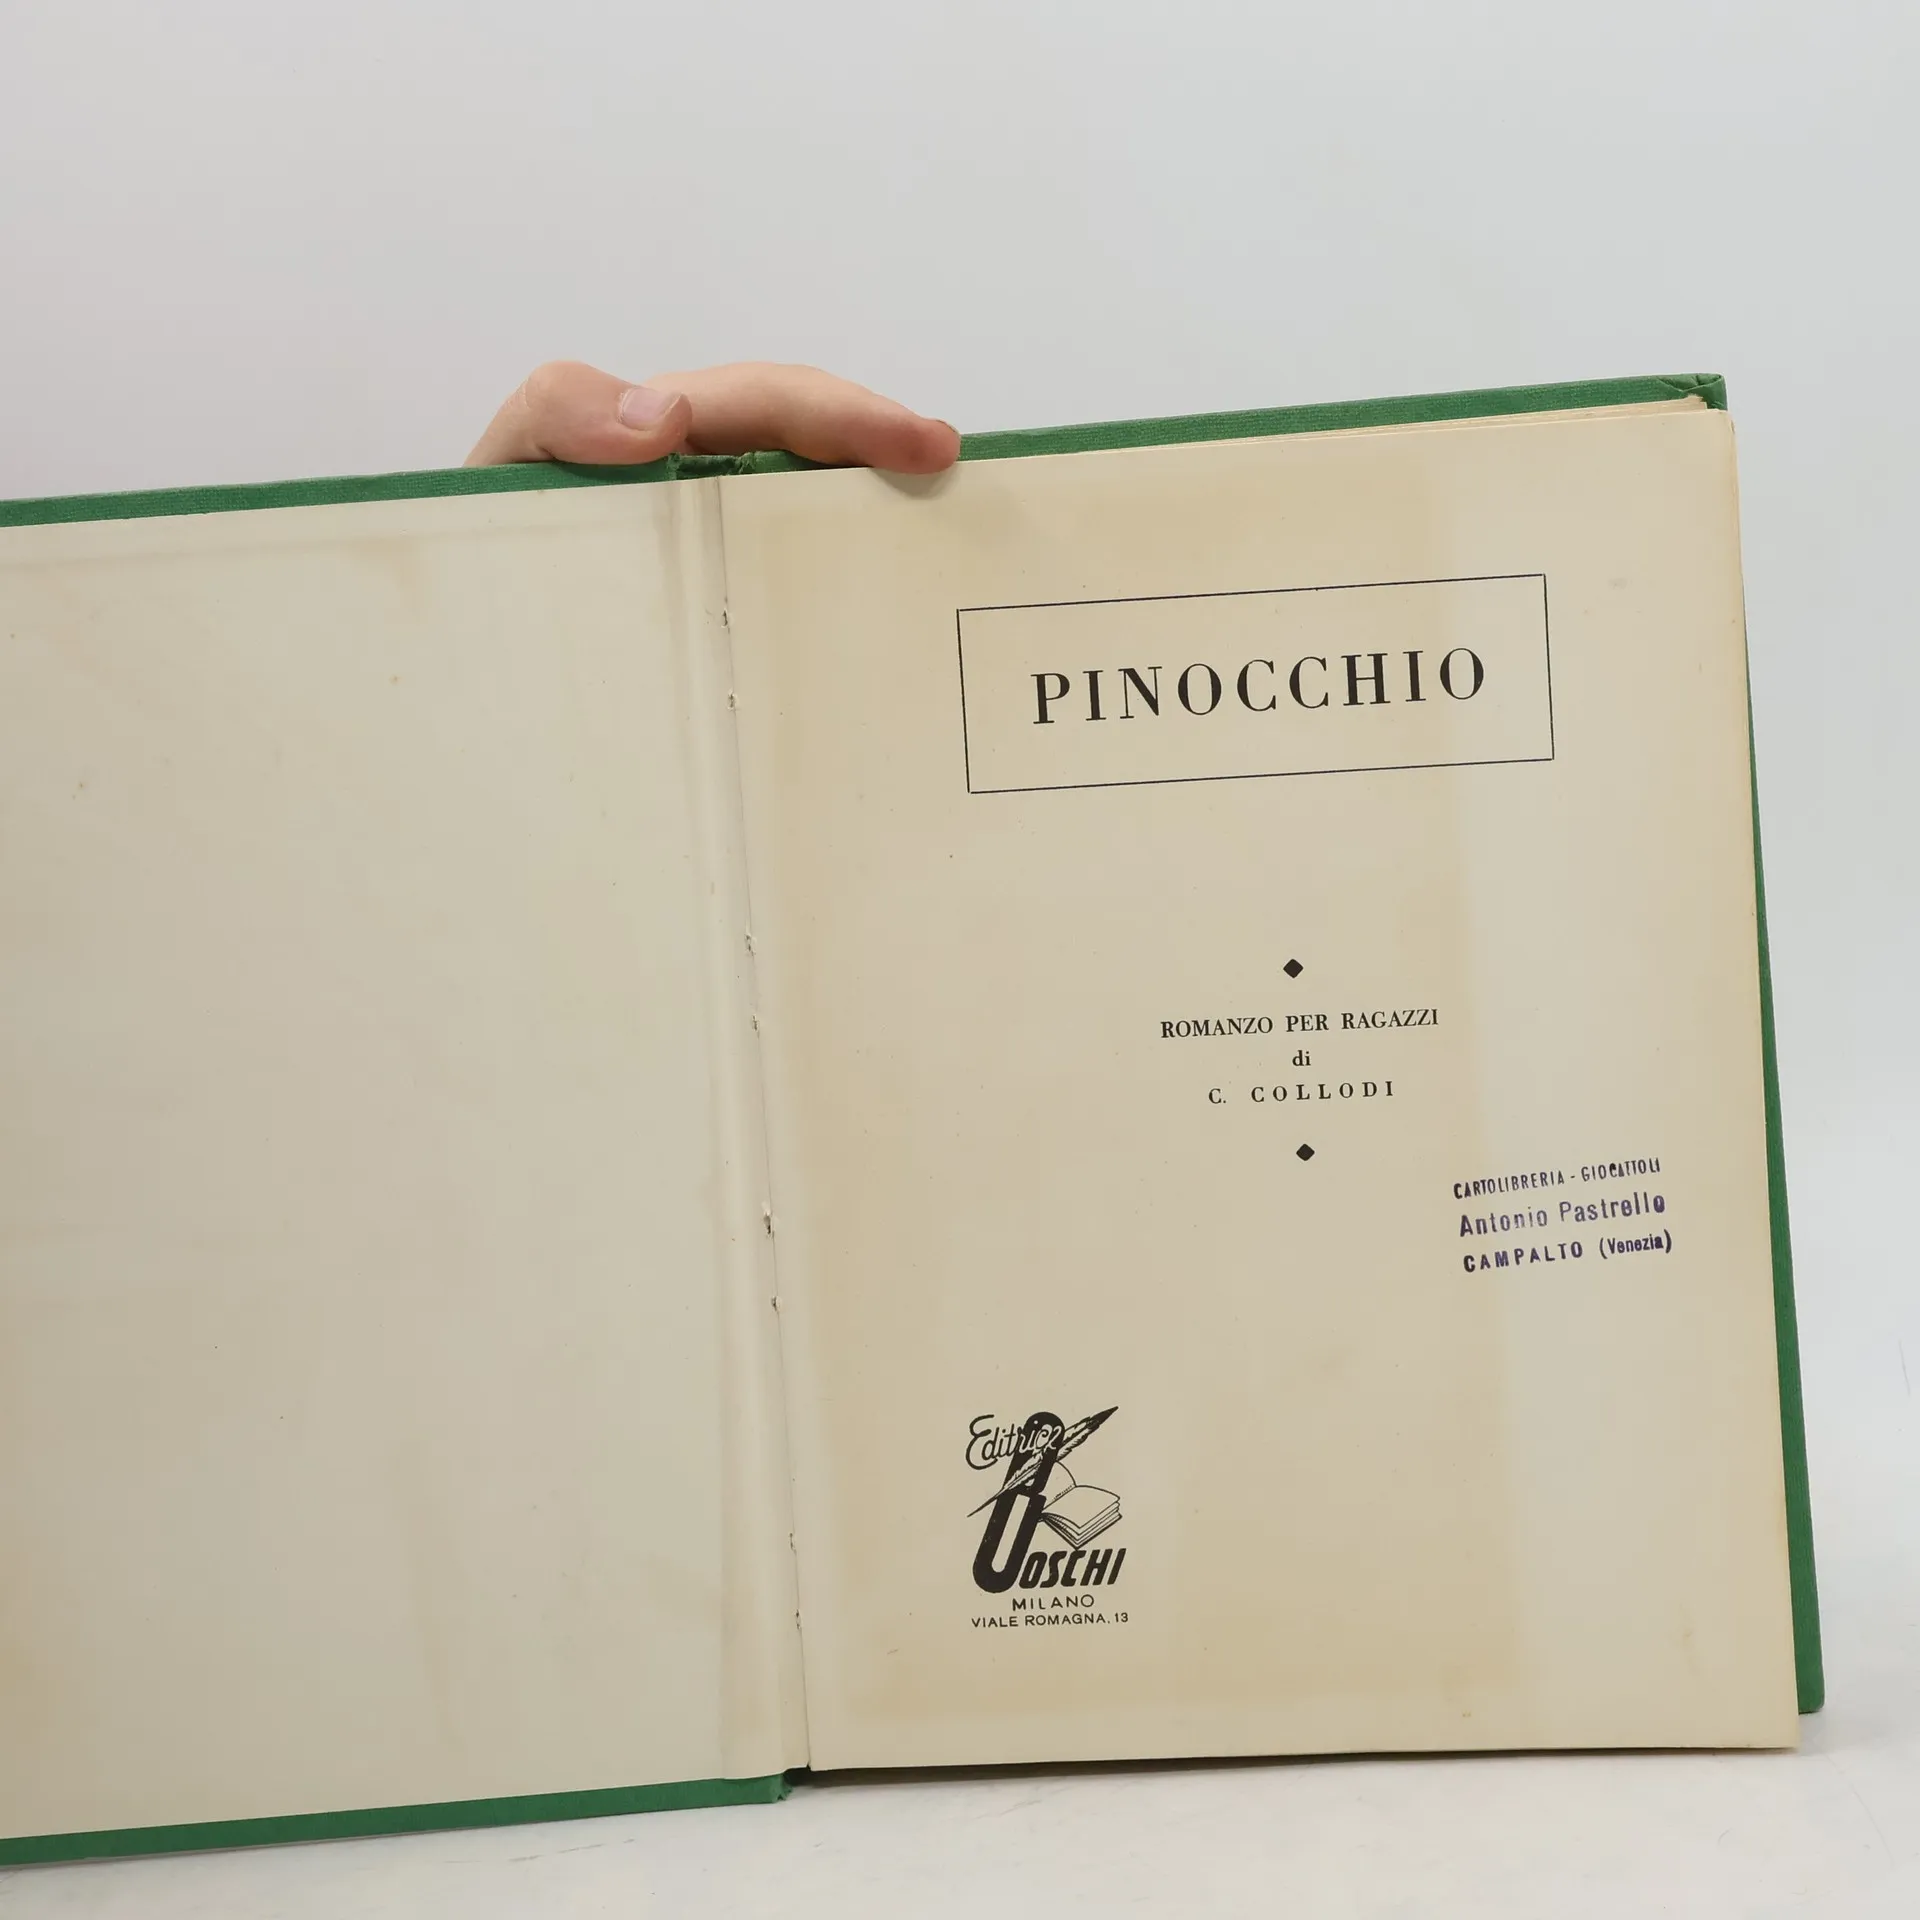 PINOCCHIO
ROMANZO PER RAGAZZI
di
C. COLLODI
CARTOLIBRERIA - GIOCATTOLI
Antonio Pastrello
CAMPALTO (Venezia)
Editrice
BOSCHI
MILANO
VIALE ROMAGNA, 13